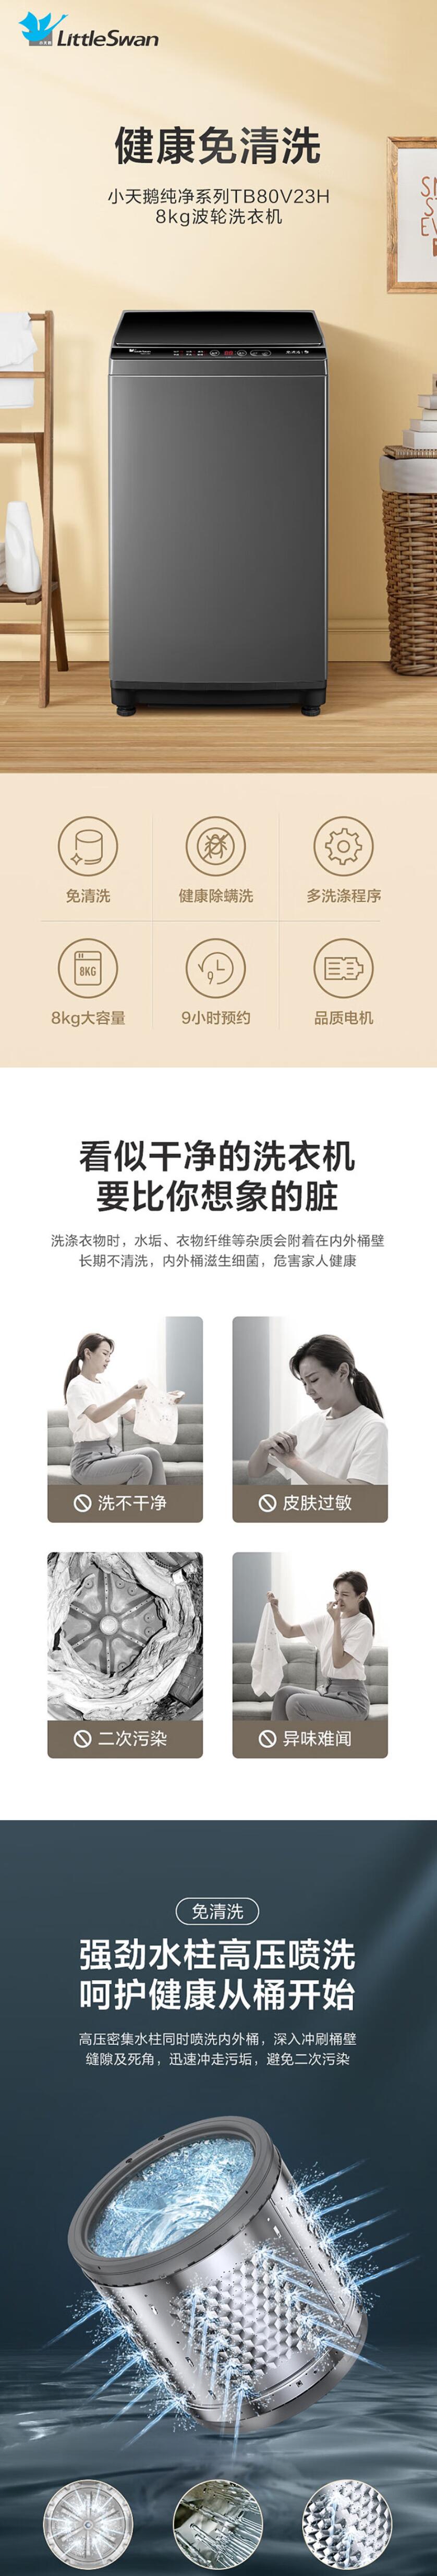 LittleSwan
健康免清洗
小天鹅纯净系列TB80V23H
8kg波轮洗衣机
免清洗
健康除螨洗
多洗涤程序
8KG
9
8kg大容量
9小时预约
品质电机
看似干净的洗衣机
要比你想象的脏
洗涤衣物时，水垢、衣物纤维等杂质会附着在内外桶壁
长期不清洗，内外桶滋生细菌，危害家人健康
洗不干净
皮肤过敏
二次污染
异味难闻
免清洗
强劲水柱高压喷洗
呵护健康从桶开始
高压密集水柱同时喷洗内外桶，深入冲刷桶壁
缝隙及死角，迅速冲走污垢，避免二次污染